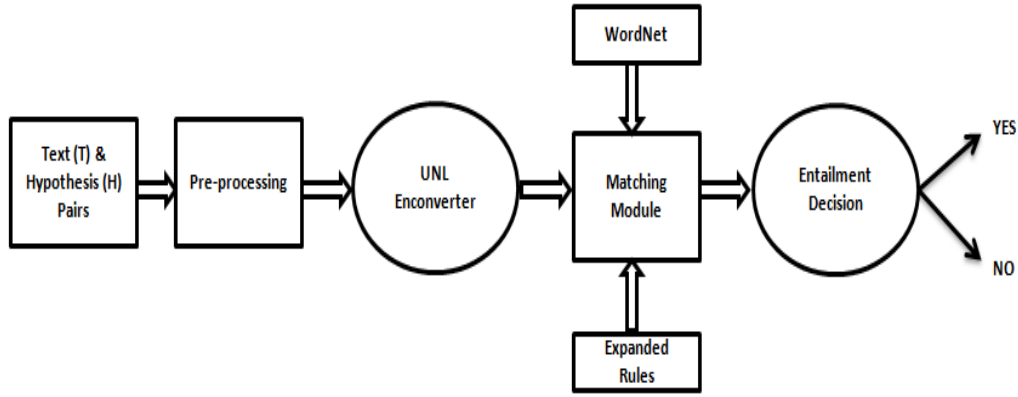 WordNet
Text (T) &
Hypothesis (H)
Pairs
Pre-processing
UNL
Enconverter
Matching
Module
Entailment
Decision
YES
NO
Expanded
Rules